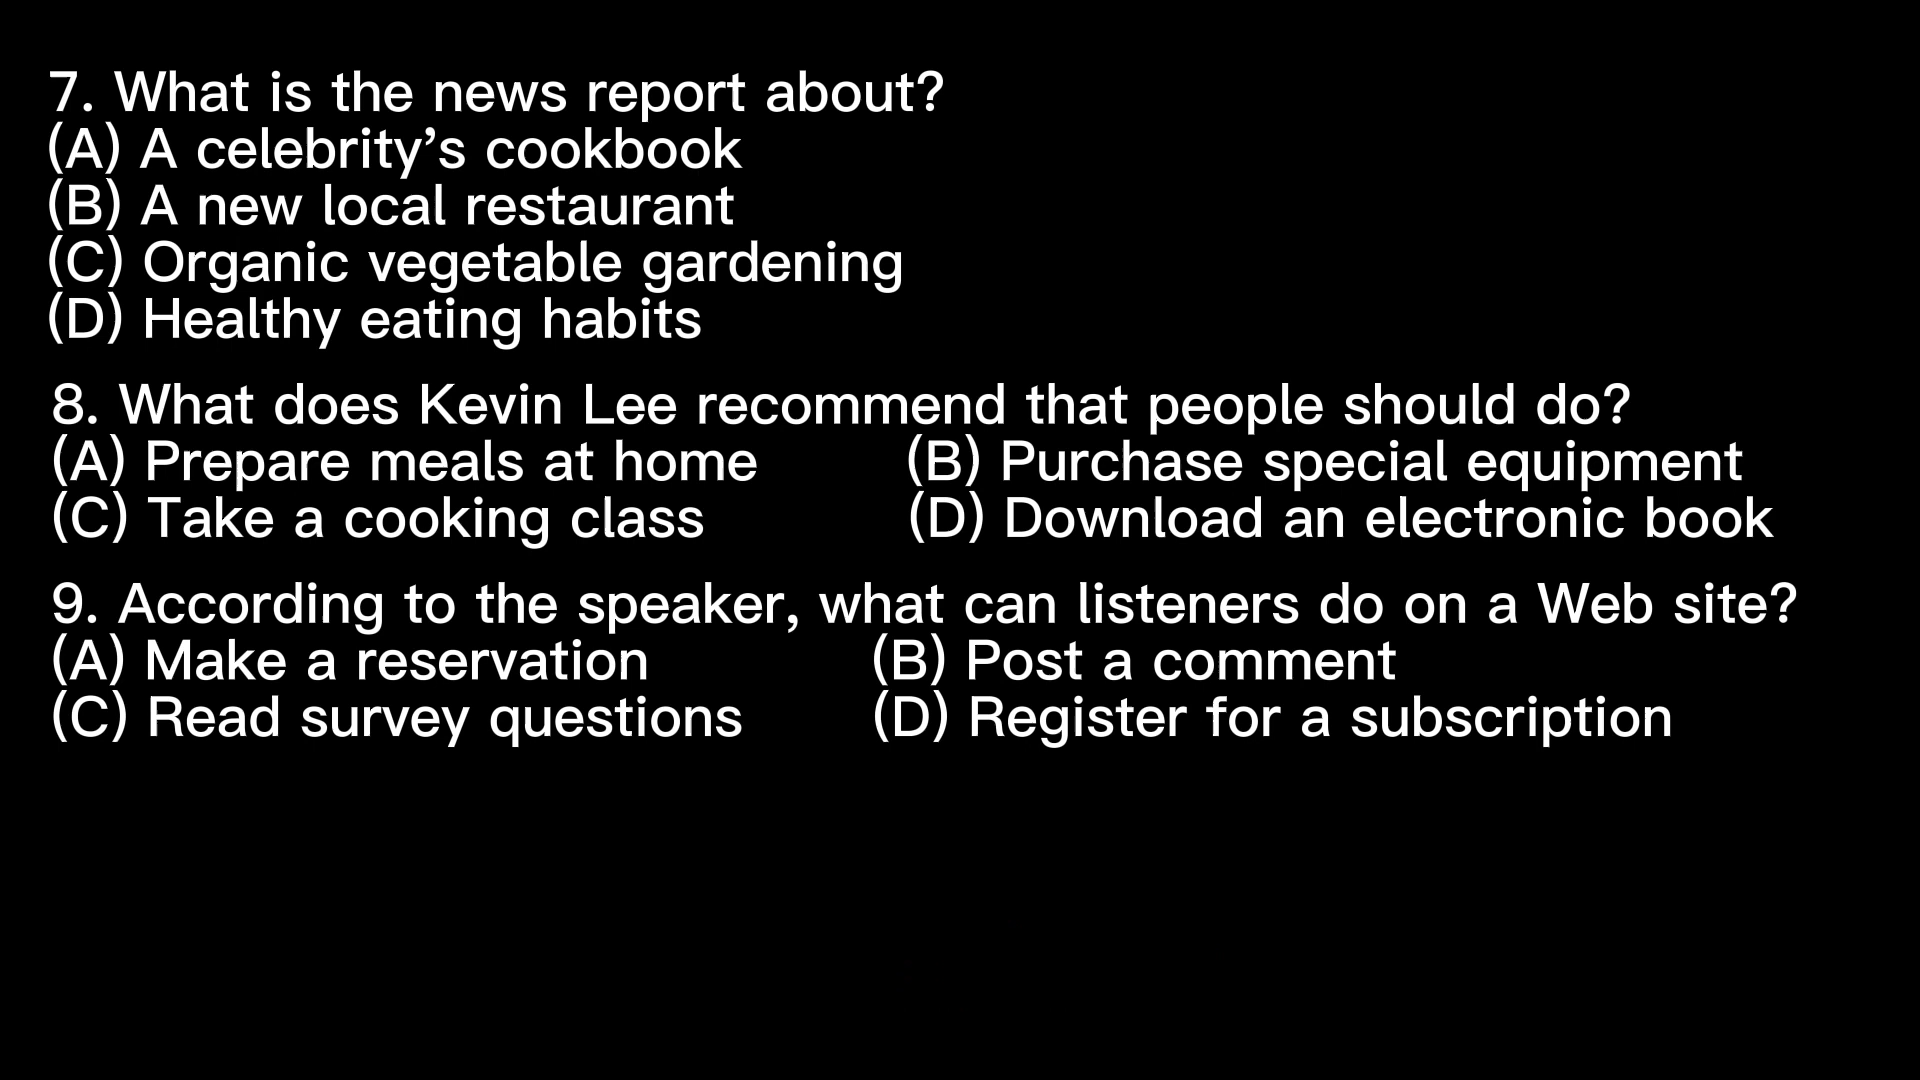 7. What is the news report about?
(A) A celebrity’s cookbook
(B) A new local restaurant
(C) Organic vegetable gardening
(D) Healthy eating habits
8. What does Kevin Lee recommend that people should do?
(A) Prepare meals at home (B) Purchase special equipment
(C) Take a cooking class (D) Download an electronic book
9. According to the speaker, what can listeners do on a Web site?
(A) Make a reservation (B) Post a comment
(C) Read survey questions (D) Register for a subscription